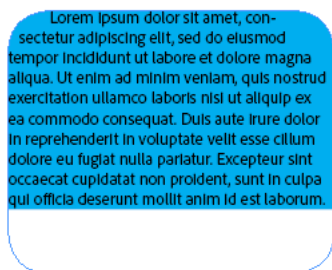 Lorem ipsum dolor sit amet, con-
sectetur adipiscing elit, sed do eiusmod
tempor incididunt ut labore et dolore magna
aliqua. Ut enim ad minim veniam, quis nostrud
exercitation ullamco laboris nisi ut aliquip ex
ea commodo consequat. Duis aute irure dolor
in reprehenderit in voluptate velit esse cillum
dolore eu fugiat nulla pariatur. Excepteur sint
occaecat cupidatat non proident, sunt in culpa
qui officia deserunt mollit anim id est laborum.